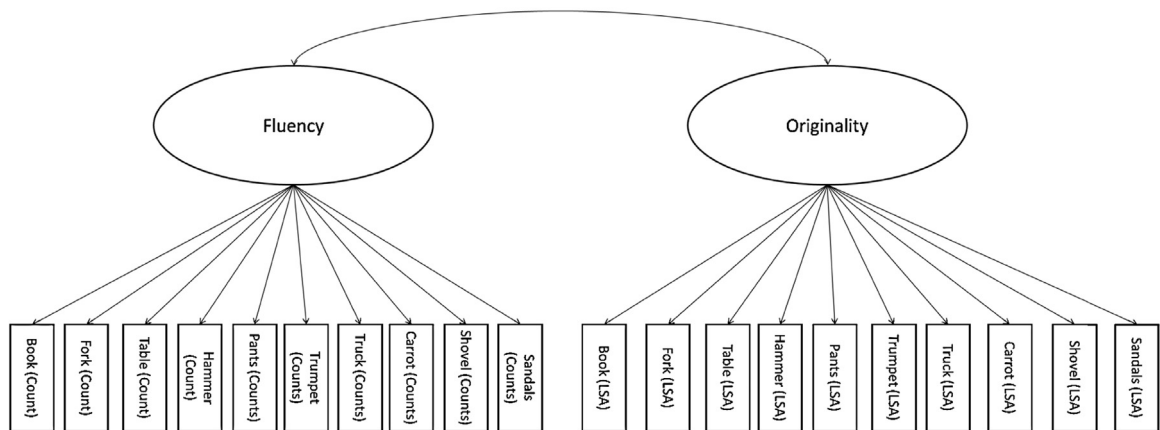 Fluency
Originality
Book (Count)
Fork (Count)
Table (Count)
Hammer
(Count)
Pants (Counts)
Trumpet
(Counts)
Truck (Counts)
Carrot (Counts)
Shovel (Counts)
Sandals
(Counts)
Book (LSA)
Fork (LSA)
Table (LSA)
Hammer (LSA)
Pants (LSA)
Trumpet (LSA)
Truck (LSA)
Carrot (LSA)
Shovel (LSA)
Sandals (LSA)